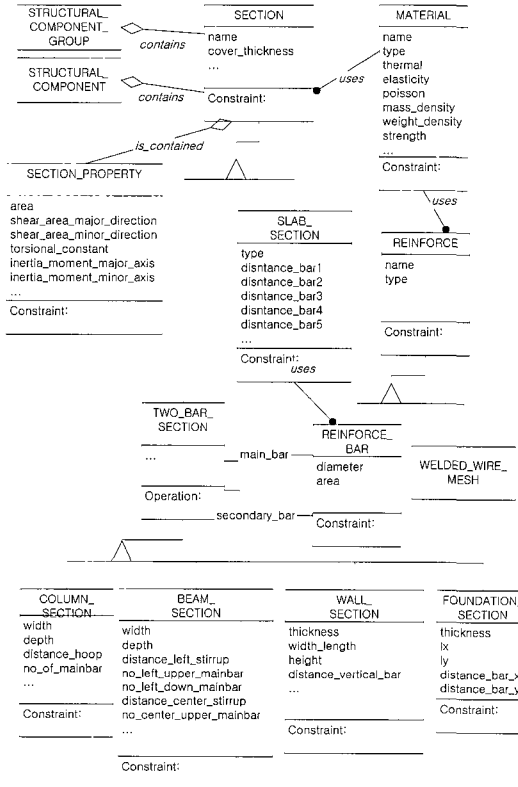 STRUCTURAL_
COMPONENT_
GROUP
contains
STRUCTURAL_
COMPONENT
contains
SECTION
name
cover_thickness
...
Constraint:
uses
MATERIAL
name
type
thermal
elasticity
poisson
mass_density
weight_density
strength
...
Constraint:
is_contained
SECTION_PROPERTY
area
shear_area_major_direction
shear_area_minor_direction
torsional_constant
inertia_moment_major_axis
inertia_moment_minor_axis
...
Constraint:
uses
SLAB_
SECTION
type
disntance_bar1
disntance_bar2
disntance_bar3
disntance_bar4
disntance_bar5
...
Constraint:
uses
REINFORCE
name
type
Constraint:
TWO_BAR_
SECTION
...
Operation:
main_bar
secondary_bar
REINFORCE_
BAR
diameter
area
Constraint:
WELDED_WIRE_
MESH
COLUMN_
SECTION
width
depth
distance_hoop
no_of_mainbar
...
Constraint:
BEAM_
SECTION
width
depth
distance_left_stirrup
no_left_upper_mainbar
no_left_down_mainbar
distance_center_stirrup
no_center_upper_mainbar
...
Constraint:
WALL_
SECTION
thickness
width_length
height
distance_vertical_bar
...
Constraint:
FOUNDATION_
SECTION
thickness
lx
ly
distance_bar_x
distance_bar_y
Constraint: